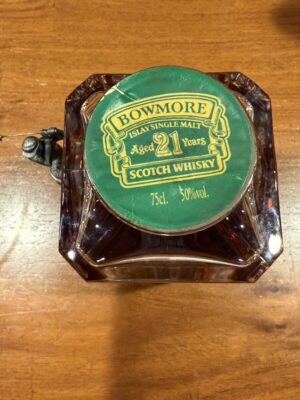 BOWMORE
ISLAY SINGLE MALT
Aged 21 Years
SCOTCH WHISKY
75cl. 50%vol.